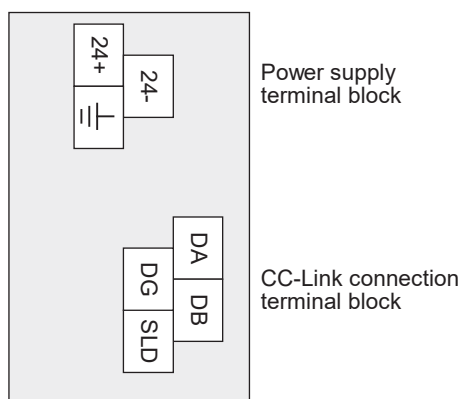 24+
24-
Power supply
terminal block
DA
DG
DB
SLD
CC-Link connection
terminal block